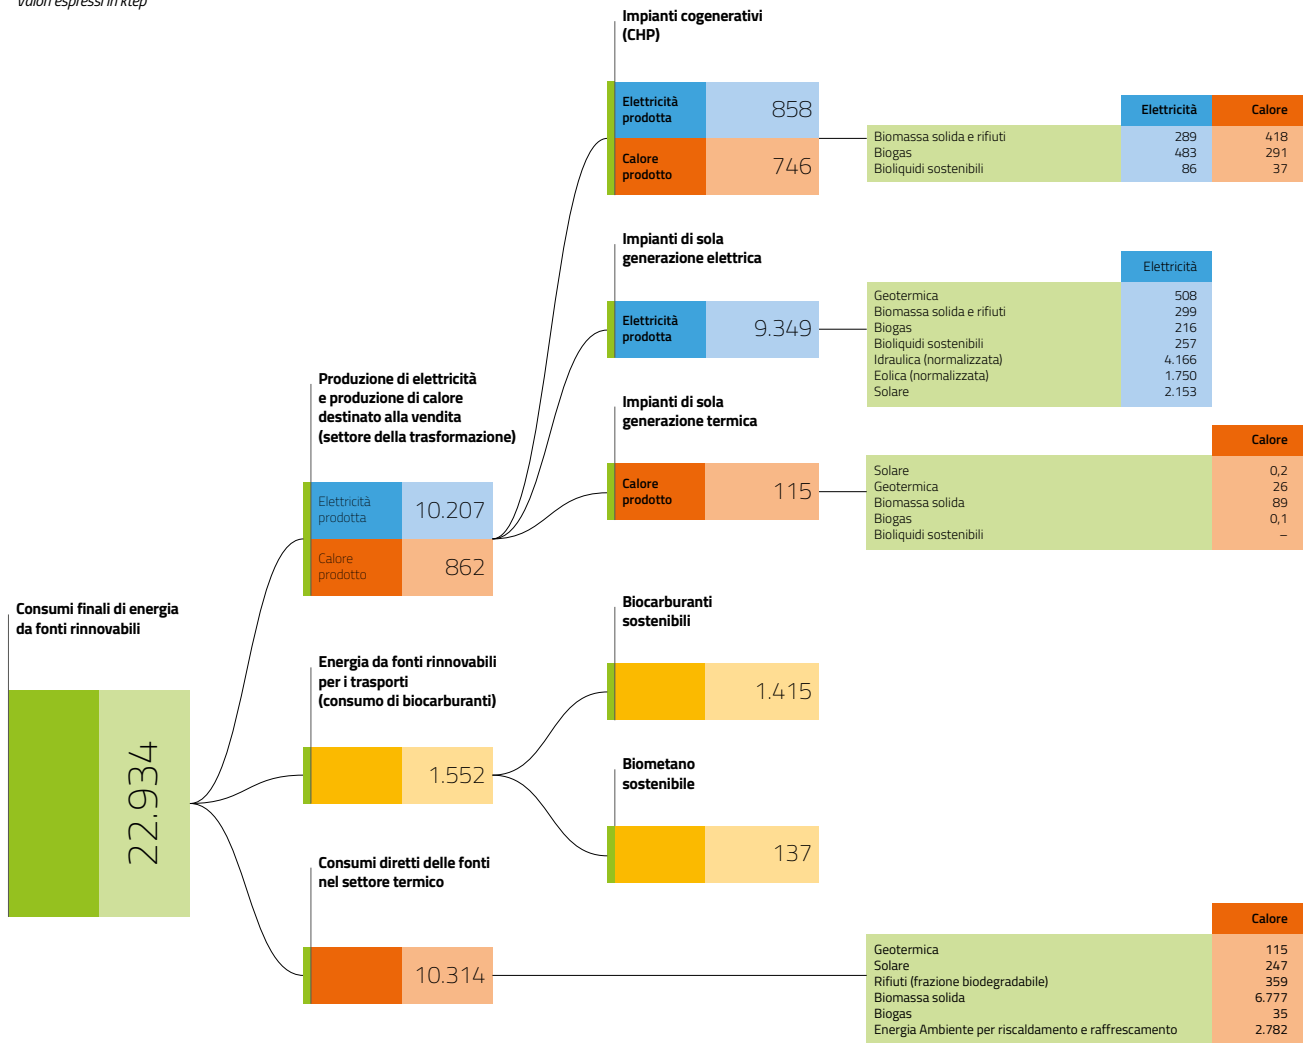 Valori espressi in ktep
Consumi finali di energia
da fonti rinnovabili
22.934
Produzione di elettricità
e produzione di calore
destinato alla vendita
(settore della trasformazione)
Elettricità
prodotta
10.207
Calore
prodotto
862
Energia da fonti rinnovabili
per i trasporti
(consumo di biocarburanti)
1.552
Consumi diretti delle fonti
nel settore termico
10.314
Impianti cogenerativi
(CHP)
Elettricità
prodotta
858
Calore
prodotto
746
Elettricità Calore
Biomassa solida e rifiuti 289 418
Biogas 483 291
Bioliquidi sostenibili 86 37
Impianti di sola
generazione elettrica
Elettricità
prodotta
9.349
Elettricità
Geotermica 508
Biomassa solida e rifiuti 299
Biogas 216
Bioliquidi sostenibili 257
Idraulica (normalizzata) 4.166
Eolica (normalizzata) 1.750
Solare 2.153
Impianti di sola
generazione termica
Calore
prodotto
115
Calore
Solare 0,2
Geotermica 26
Biomassa solida 89
Biogas 0,1
Bioliquidi sostenibili –
Biocarburanti
sostenibili
1.415
Biometano
sostenibile
137
Calore
Geotermica 115
Solare 247
Rifiuti (frazione biodegradabile) 359
Biomassa solida 6.777
Biogas 35
Energia Ambiente per riscaldamento e raffrescamento 2.782